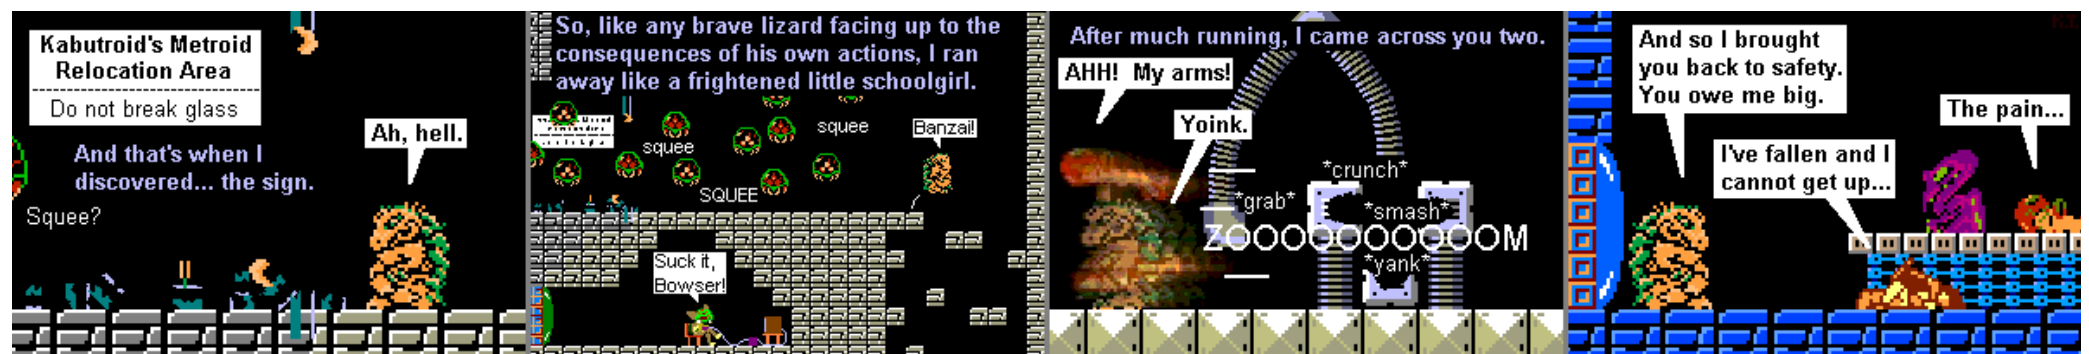 Kabutroid's Metroid
Relocation Area
Do not break glass
And that's when I
discovered... the sign.
Squee?
Ah, hell.
So, like any brave lizard facing up to the
consequences of his own actions, I ran
away like a frightened little schoolgirl.
squee
squee
SQUEE
Banzai!
Suck it,
Bowser!
After much running, I came across you two.
AHH! My arms!
Yoink.
*crunch*
*grab*
*smash*
ZOOOOOOOOOOOM
*yank*
And so I brought
you back to safety.
You owe me big.
The pain...
I've fallen and I
cannot get up...